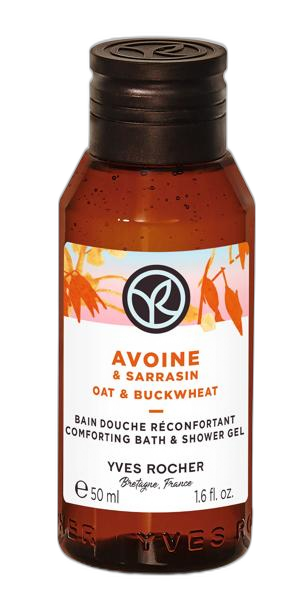 AVOINE
& SARRASIN
OAT & BUCKWHEAT
BAIN DOUCHE RÉCONFORTANT
COMFORTING BATH & SHOWER GEL
YVES ROCHER
Bretagne, France
℮ 50 ml 1.6 fl. oz.
YVES